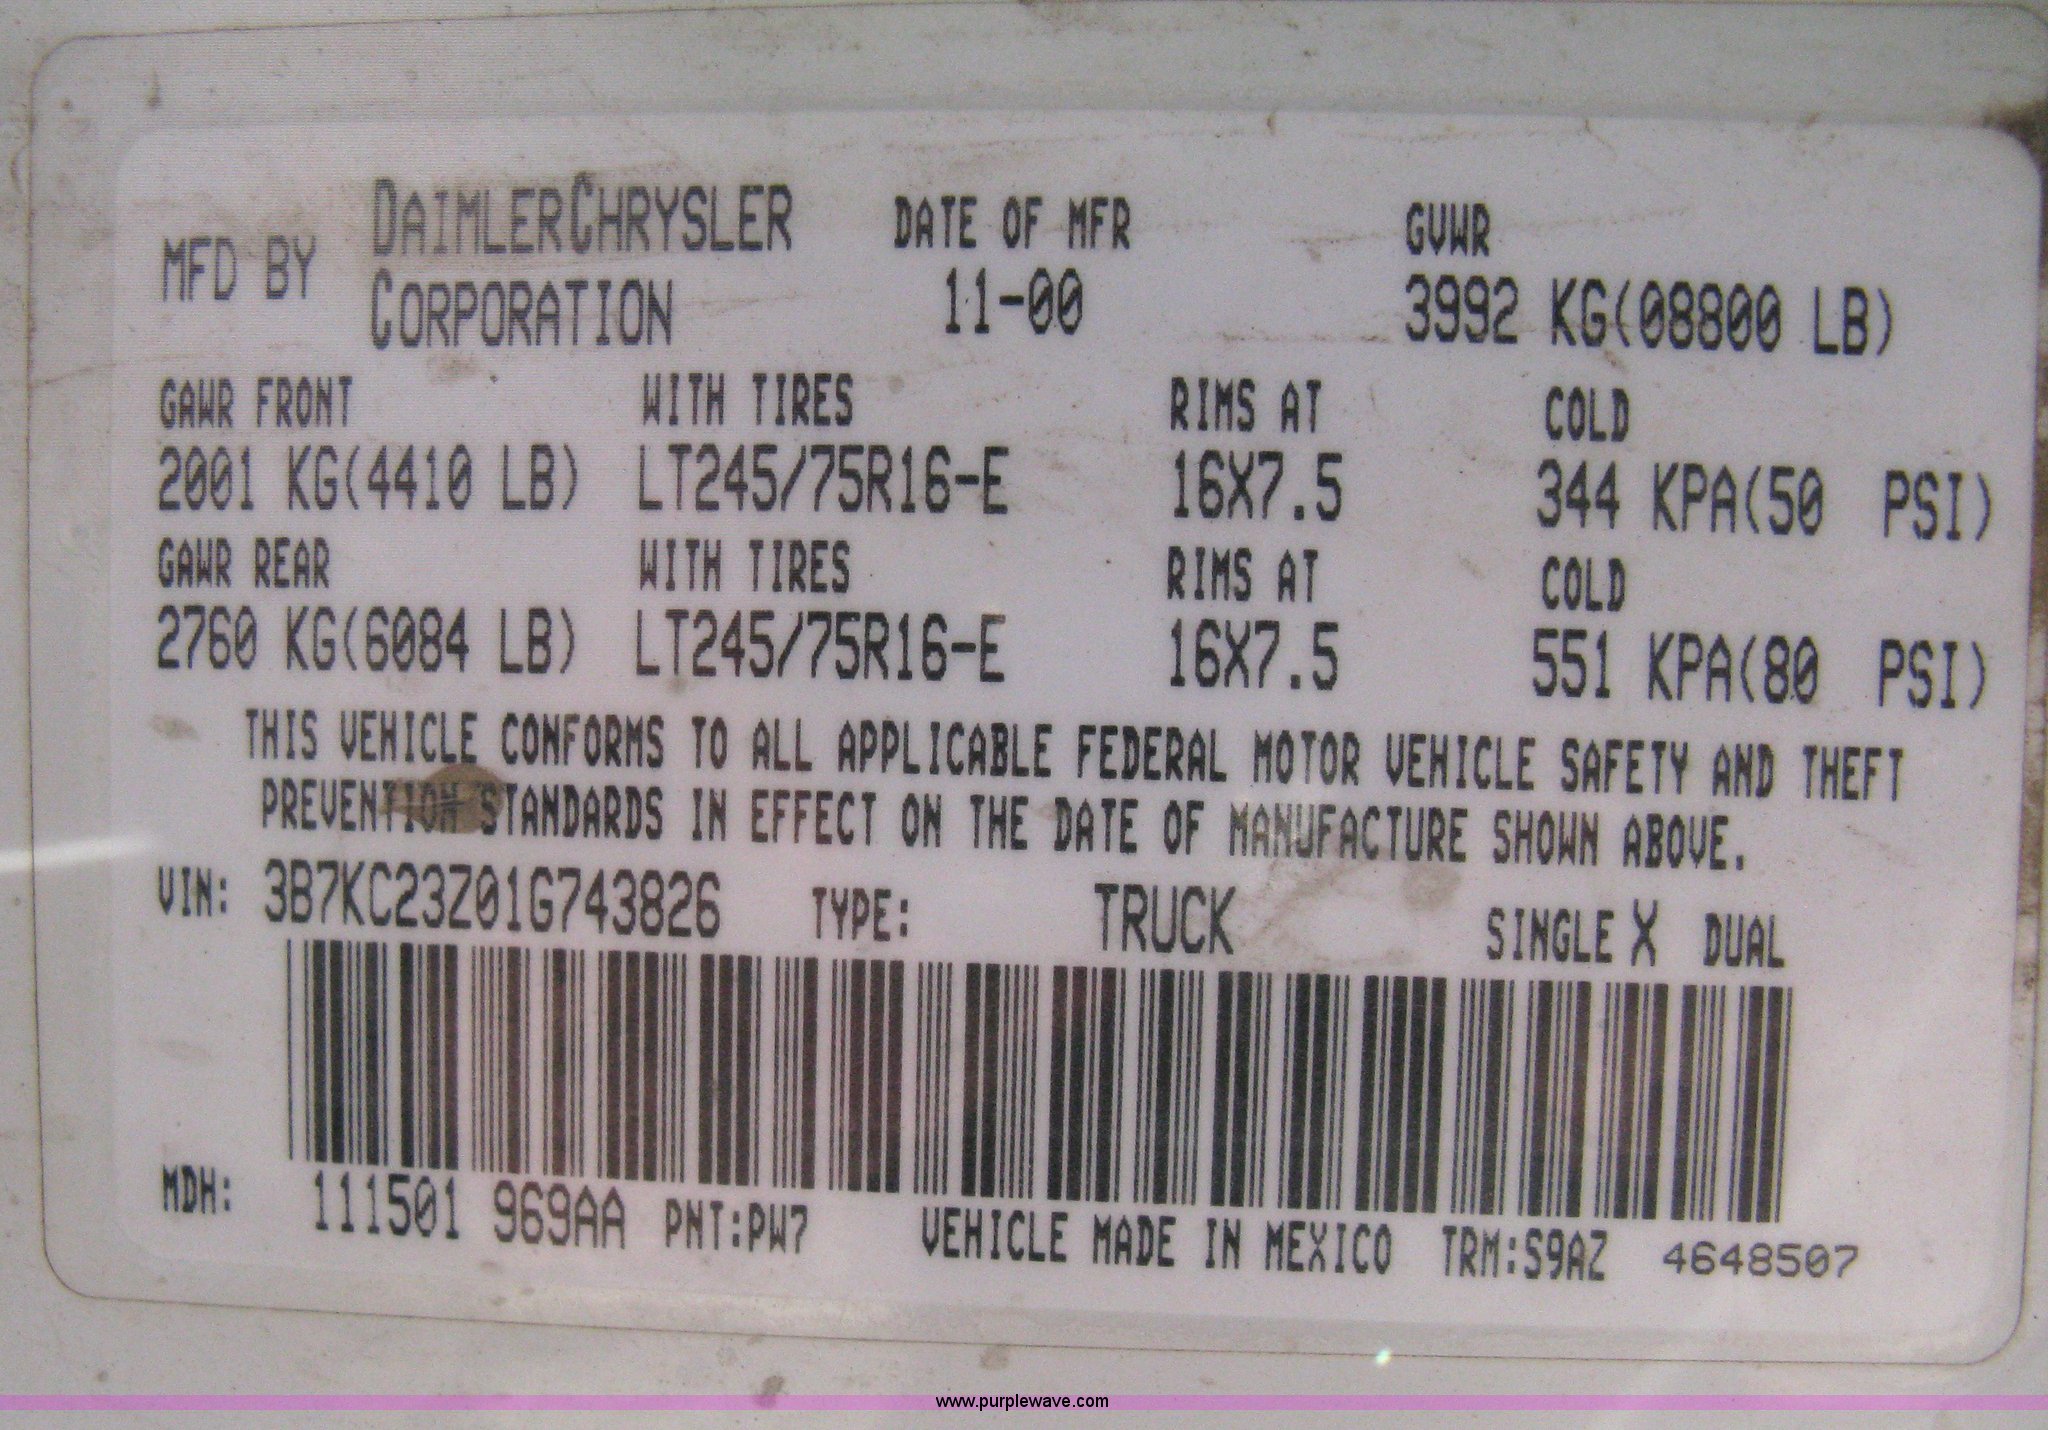 MFD BY DAIMLERCHRYSLER CORPORATION DATE OF MFR 11-00 GVWR 3992 KG(08800 LB)
GAWR FRONT WITH TIRES RIMS AT COLD
2001 KG(4410 LB) LT245/75R16-E 16X7.5 344 KPA(50 PSI)
GAWR REAR WITH TIRES RIMS AT COLD
2760 KG(6084 LB) LT245/75R16-E 16X7.5 551 KPA(80 PSI)
THIS VEHICLE CONFORMS TO ALL APPLICABLE FEDERAL MOTOR VEHICLE SAFETY AND THEFT
PREVENTION STANDARDS IN EFFECT ON THE DATE OF MANUFACTURE SHOWN ABOVE.
VIN: 3B7KC23Z01G743826 TYPE: TRUCK SINGLE X DUAL
MDH: 111501 969AA PNT:PW7 VEHICLE MADE IN MEXICO TRM:S9AZ 4648507
www.purplewave.com